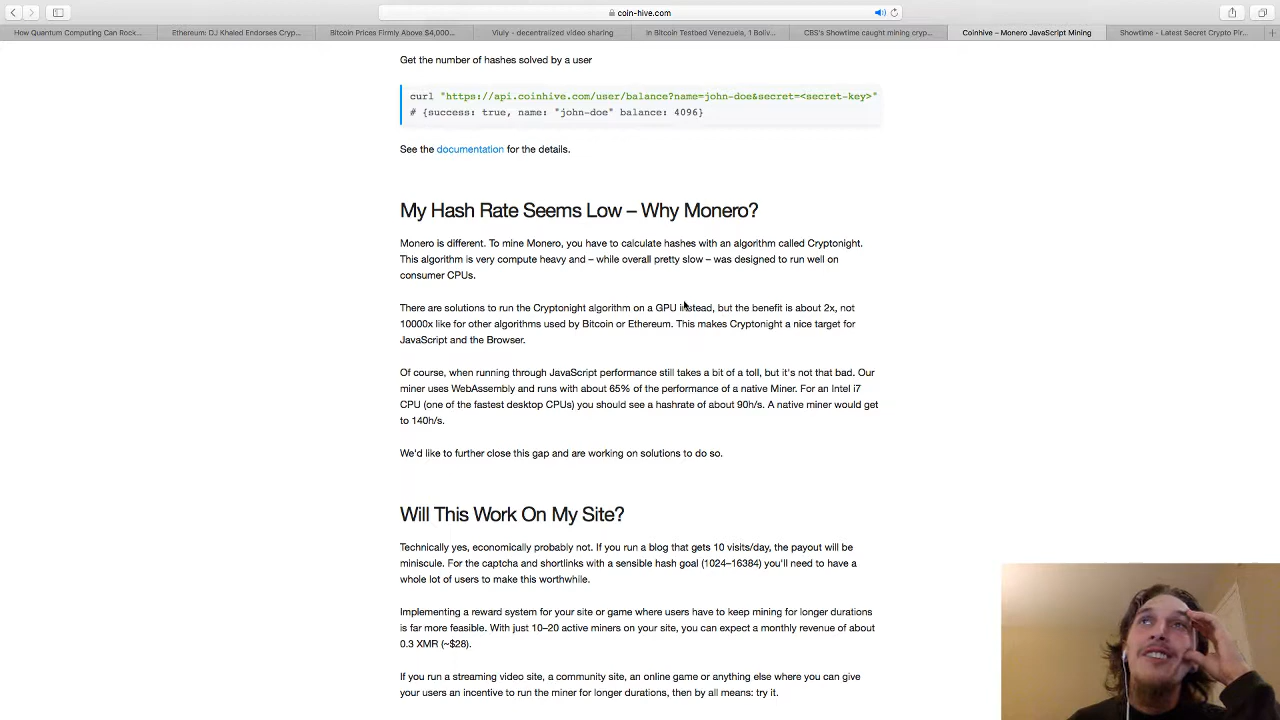 coin-hive.com
How Quantum Computing Can Rock...
Ethereum: DJ Khaled Endorses Cryp...
Bitcoin Prices Firmly Above $4,000...
Viuly - decentralized video sharing
In Bitcoin Testbed Venezuela, 1 Boliv...
CBS's Showtime caught mining cryp...
Coinhive – Monero JavaScript Mining
Showtime - Latest Secret Crypto Pir...
Get the number of hashes solved by a user
curl "https://api.coinhive.com/user/balance?name=john-doe&secret=<secret-key>"
# {success: true, name: "john-doe" balance: 4096}
See the documentation for the details.
My Hash Rate Seems Low – Why Monero?
Monero is different. To mine Monero, you have to calculate hashes with an algorithm called Cryptonight.
This algorithm is very compute heavy and – while overall pretty slow – was designed to run well on
consumer CPUs.
There are solutions to run the Cryptonight algorithm on a GPU instead, but the benefit is about 2x, not
10000x like for other algorithms used by Bitcoin or Ethereum. This makes Cryptonight a nice target for
JavaScript and the Browser.
Of course, when running through JavaScript performance still takes a bit of a toll, but it's not that bad. Our
miner uses WebAssembly and runs with about 65% of the performance of a native Miner. For an Intel i7
CPU (one of the fastest desktop CPUs) you should see a hashrate of about 90h/s. A native miner would get
to 140h/s.
We'd like to further close this gap and are working on solutions to do so.
Will This Work On My Site?
Technically yes, economically probably not. If you run a blog that gets 10 visits/day, the payout will be
miniscule. For the captcha and shortlinks with a sensible hash goal (1024–16384) you'll need to have a
whole lot of users to make this worthwhile.
Implementing a reward system for your site or game where users have to keep mining for longer durations
is far more feasible. With just 10–20 active miners on your site, you can expect a monthly revenue of about
0.3 XMR (~$28).
If you run a streaming video site, a community site, an online game or anything else where you can give
your users an incentive to run the miner for longer durations, then by all means: try it.